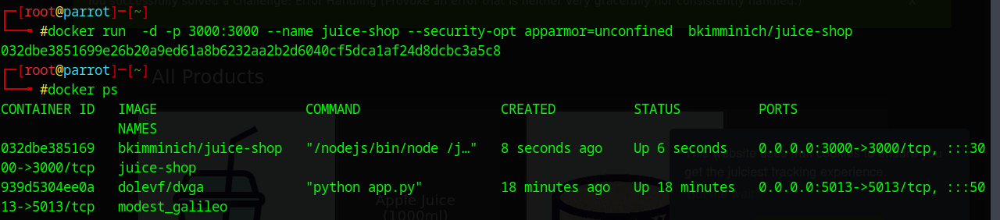 You successfully solved a challenge: Error Handling (Provoke an error that is neither very gracefully nor consistently handled.) X
┌─[root@parrot]─[~]
└──╼ #docker run  -d -p 3000:3000 --name juice-shop --security-opt apparmor=unconfined  bkimminich/juice-shop
032dbe3851699e26b20a9ed61a8b6232aa2b2d6040cf5dca1af24d8dcbc3a5c8
┌─[root@parrot]─[~]
All Products
└──╼ #docker ps
CONTAINER ID   IMAGE                   COMMAND                  CREATED          STATUS          PORTS
NAMES
032dbe385169   bkimminich/juice-shop   "/nodejs/bin/node /j…"   8 seconds ago    Up 6 seconds    0.0.0.0:3000->3000/tcp, :::30
00->3000/tcp   juice-shop
get the juiciest tracking experience.
939d5304ee0a   dolevf/dvga             "python app.py"          18 minutes ago   Up 18 minutes   0.0.0.0:5013->5013/tcp, :::50
13->5013/tcp   modest_galileo
Apple Juice
(1000ml)